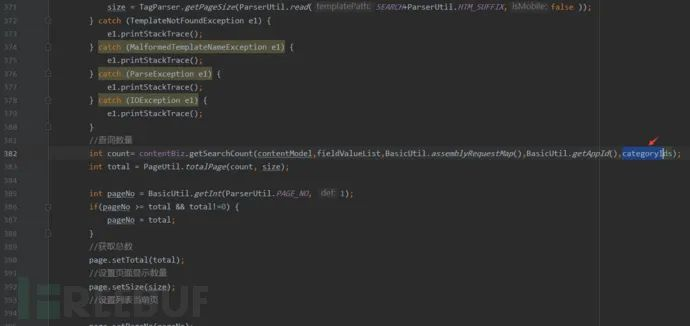 371 size = TagParser.getPageSize(ParserUtil.read( templatePath: SEARCH+ParserUtil.HTM_SUFFIX, isMobile: false ));
372 } catch (TemplateNotFoundException e1) {
373 e1.printStackTrace();
374 } catch (MalformedTemplateNameException e1) {
375 e1.printStackTrace();
376 } catch (ParseException e1) {
377 e1.printStackTrace();
378 } catch (IOException e1) {
379 e1.printStackTrace();
380 }
381 //查询数量
382 int count= contentBiz.getSearchCount(contentModel,fieldValueList,BasicUtil.assemblyRequestMap(),BasicUtil.getAppId(),categoryIds);
383 int total = PageUtil.totalPage(count, size);
384
385 int pageNo = BasicUtil.getInt(ParserUtil.PAGE_NO, def: 1);
386 if(pageNo >= total && total!=0) {
387 pageNo = total;
388 }
389 //获取总数
390 page.setTotal(total);
391 //设置页面显示数量
392 page.setSize(size);
393 //设置列表当前页
394
REEBUF